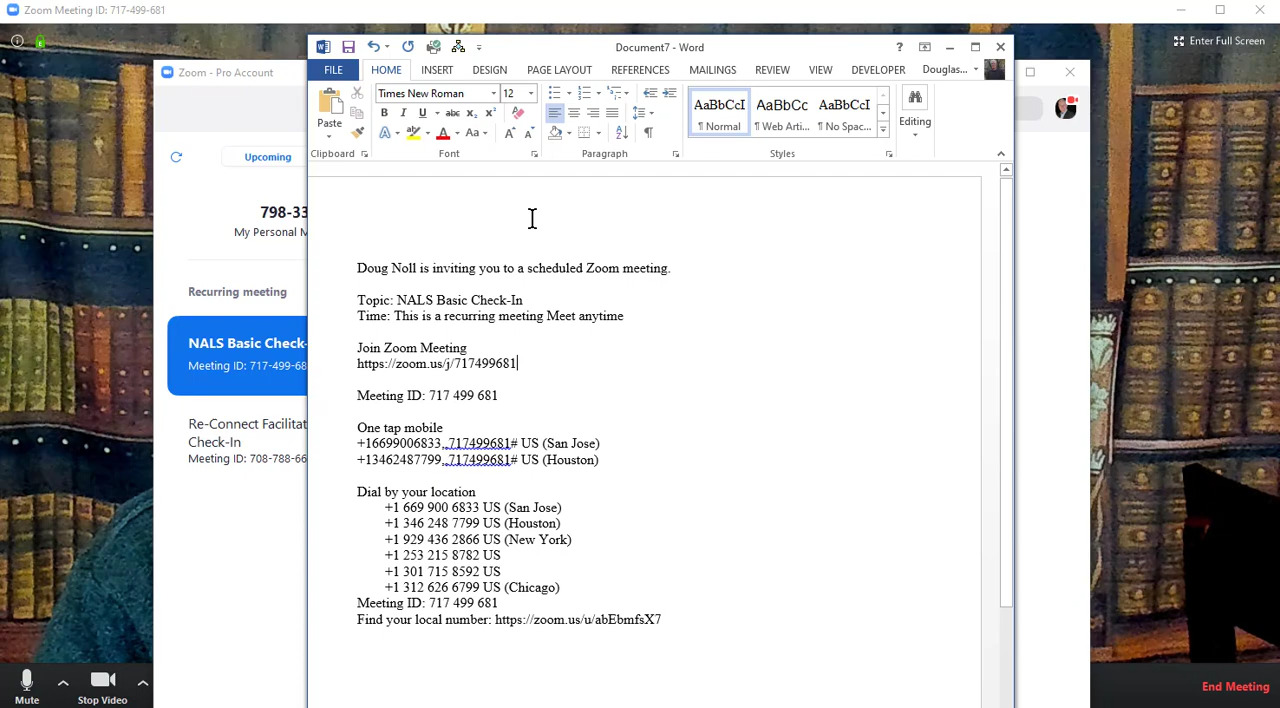 Zoom Meeting ID: 717-499-681
Enter Full Screen
Zoom - Pro Account
Upcoming
798-33
My Personal M
Recurring meeting
NALS Basic Check-
Meeting ID: 717-499-68
Re-Connect Facilitat
Check-In
Meeting ID: 708-788-66
Document7 - Word
FILE HOME INSERT DESIGN PAGE LAYOUT REFERENCES MAILINGS REVIEW VIEW DEVELOPER Douglas...
Times New Roman 12
Paste
AaBbCcI AaBbCc AaBbCcI
¶ Normal ¶ Web Arti... ¶ No Spac...
Editing
Clipboard Font Paragraph Styles
Doug Noll is inviting you to a scheduled Zoom meeting.
Topic: NALS Basic Check-In
Time: This is a recurring meeting Meet anytime
Join Zoom Meeting
https://zoom.us/j/717499681
Meeting ID: 717 499 681
One tap mobile
+16699006833,,717499681# US (San Jose)
+13462487799,,717499681# US (Houston)
Dial by your location
+1 669 900 6833 US (San Jose)
+1 346 248 7799 US (Houston)
+1 929 436 2866 US (New York)
+1 253 215 8782 US
+1 301 715 8592 US
+1 312 626 6799 US (Chicago)
Meeting ID: 717 499 681
Find your local number: https://zoom.us/u/abEbmfsX7
Mute
Stop Video
End Meeting